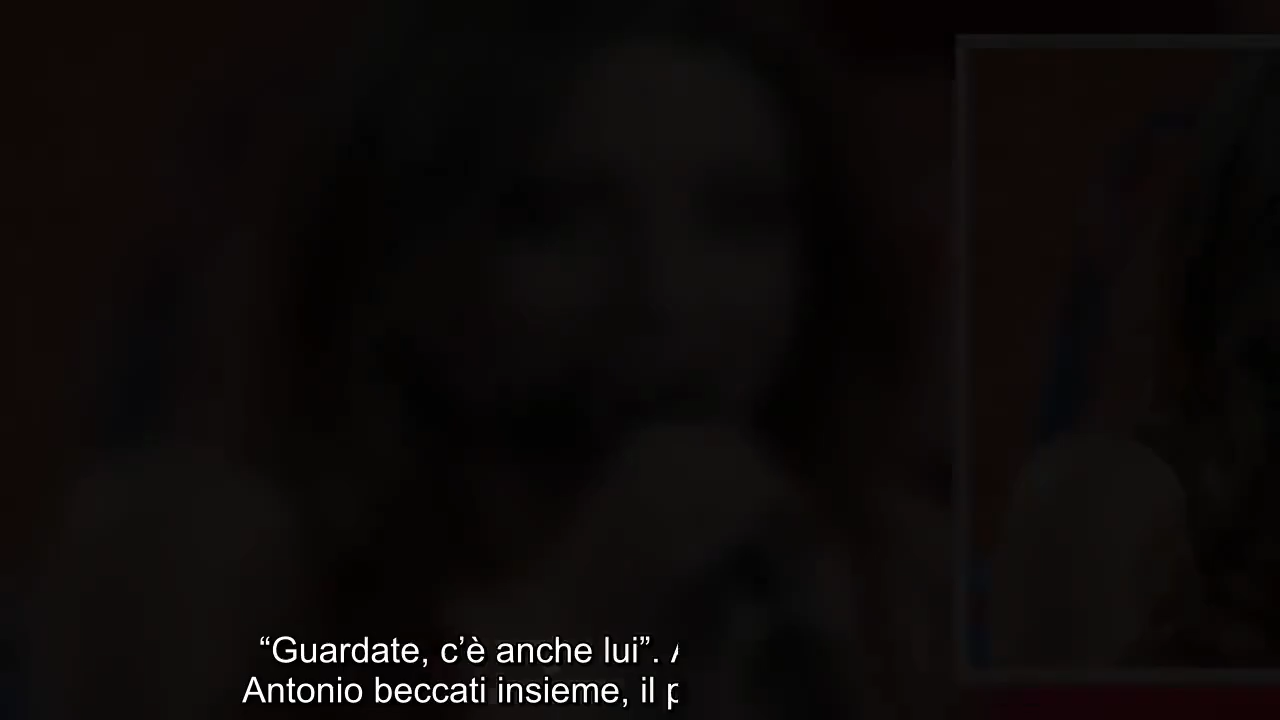 “Guardate, c’è anche lui”.
Antonio beccati insieme, il